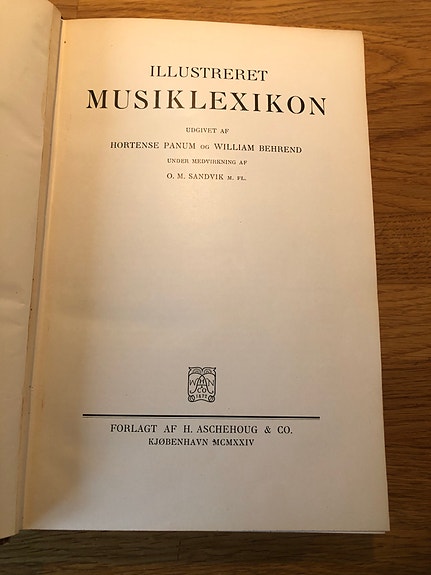 ILLUSTRERET
MUSIKLEXIKON
UDGIVET AF
HORTENSE PANUM OG WILLIAM BEHREND
UNDER MEDVIRKNING AF
O. M. SANDVIK M. FL.
1872
FORLAGT AF H. ASCHEHOUG & CO.
KJØBENHAVN MCMXXIV